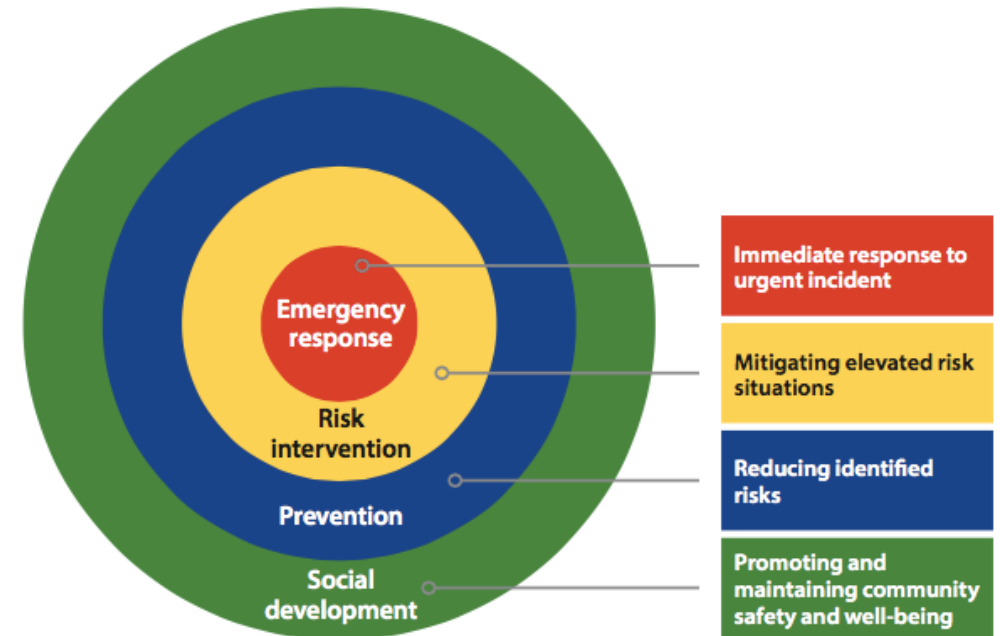 Emergency
response
Risk
intervention
Prevention
Social
development
Immediate response to
urgent incident
Mitigating elevated risk
situations
Reducing identified
risks
Promoting and
maintaining community
safety and well-being